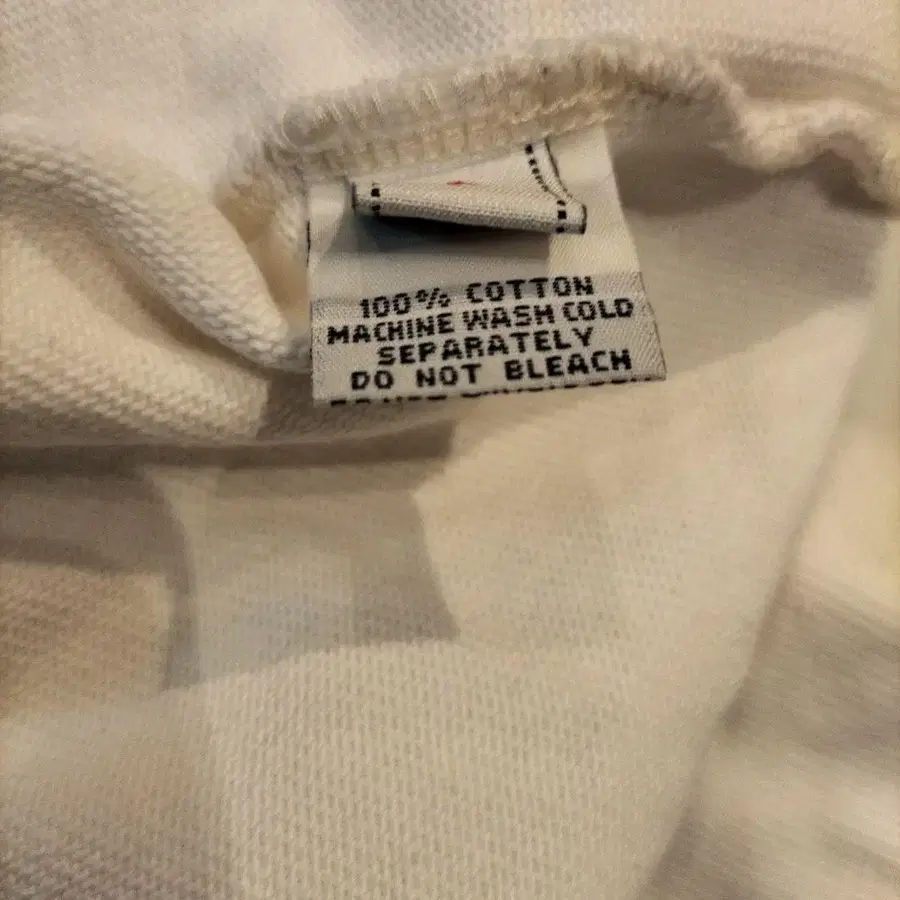 100% COTTON
MACHINE WASH COLD
SEPARATELY
DO NOT BLEACH